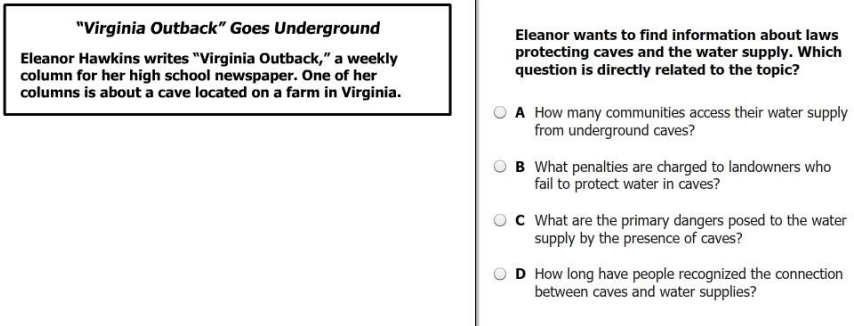 "Virginia Outback" Goes Underground
Eleanor Hawkins writes "Virginia Outback," a weekly
column for her high school newspaper. One of her
columns is about a cave located on a farm in Virginia.
Eleanor wants to find information about laws
protecting caves and the water supply. Which
question is directly related to the topic?
A How many communities access their water supply
from underground caves?
B What penalties are charged to landowners who
fail to protect water in caves?
C What are the primary dangers posed to the water
supply by the presence of caves?
D How long have people recognized the connection
between caves and water supplies?